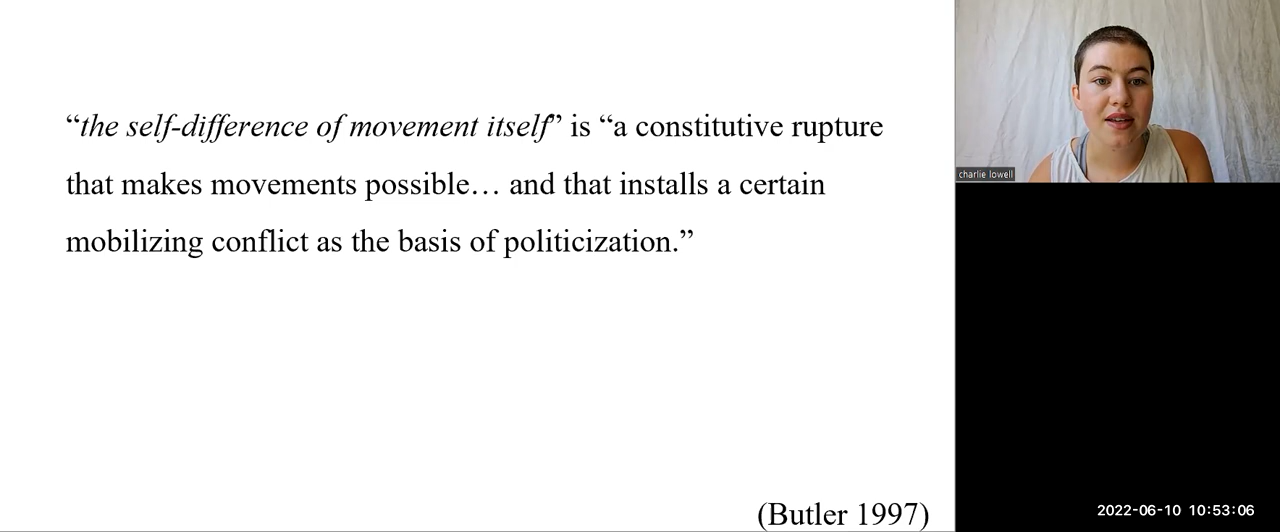 “the self-difference of movement itself” is “a constitutive rupture
that makes movements possible… and that installs a certain
mobilizing conflict as the basis of politicization.”
(Butler 1997)
charlie lowell
2022-06-10 10:53:06